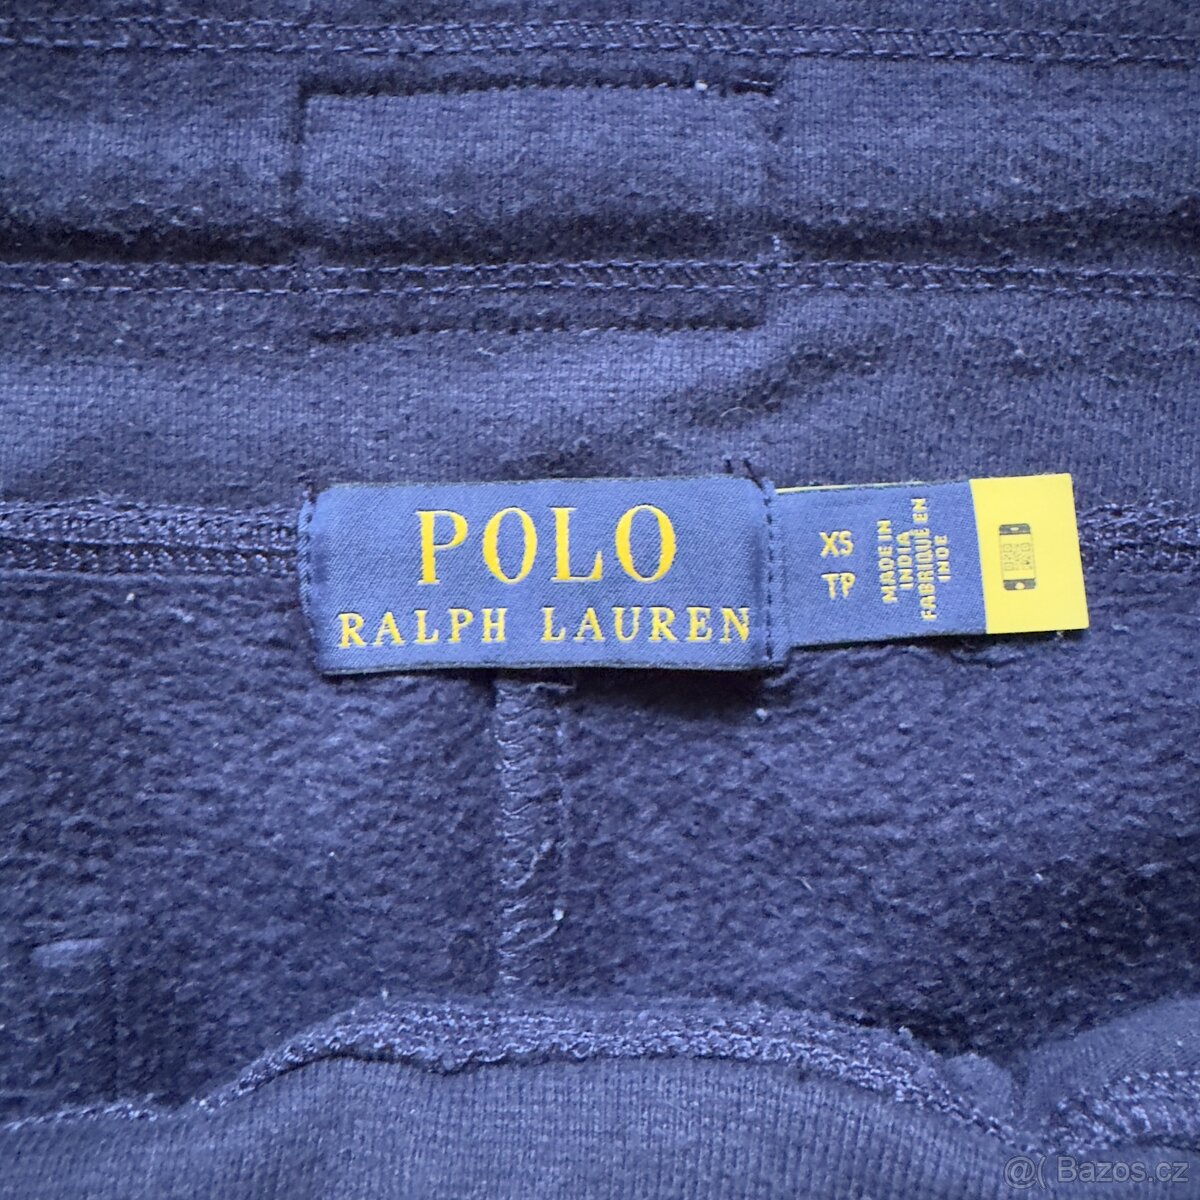 POLO
RALPH LAUREN
XS
TP
MADE IN
INDIA
FABRIQUÉ EN
INDE
@( Bazos.cz